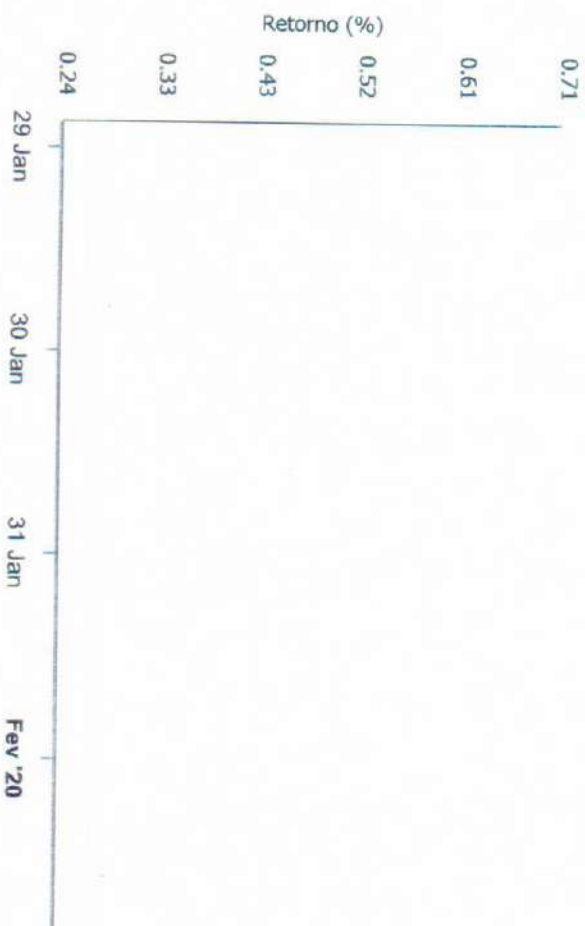 Retorno (%)
0.71
0.61
0.52
0.43
0.33
0.24
29 Jan
30 Jan
31 Jan
Fev '20